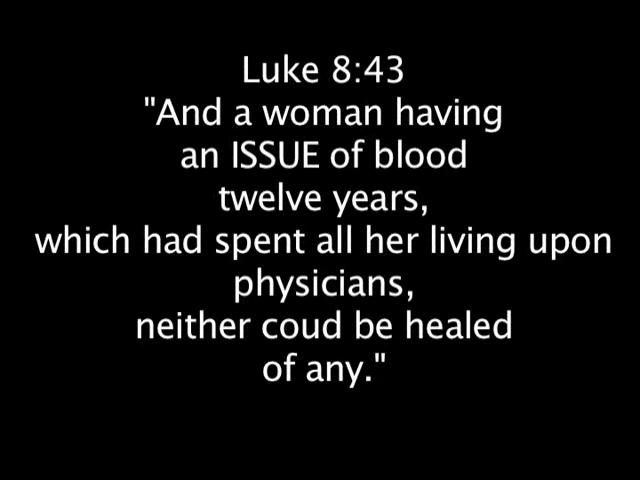 Luke 8:43
"And a woman having
an ISSUE of blood
twelve years,
which had spent all her living upon
physicians,
neither coud be healed
of any."